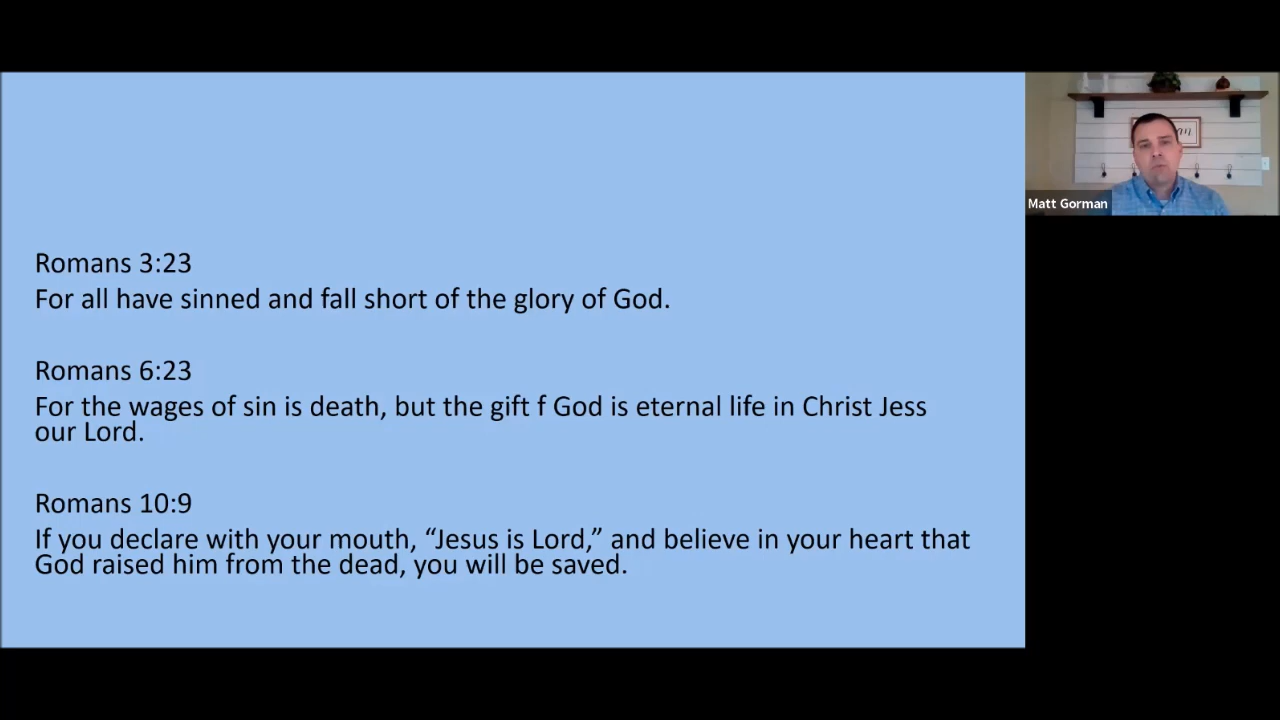 Romans 3:23
For all have sinned and fall short of the glory of God.
Romans 6:23
For the wages of sin is death, but the gift f God is eternal life in Christ Jess
our Lord.
Romans 10:9
If you declare with your mouth, “Jesus is Lord,” and believe in your heart that
God raised him from the dead, you will be saved.
Matt Gorman